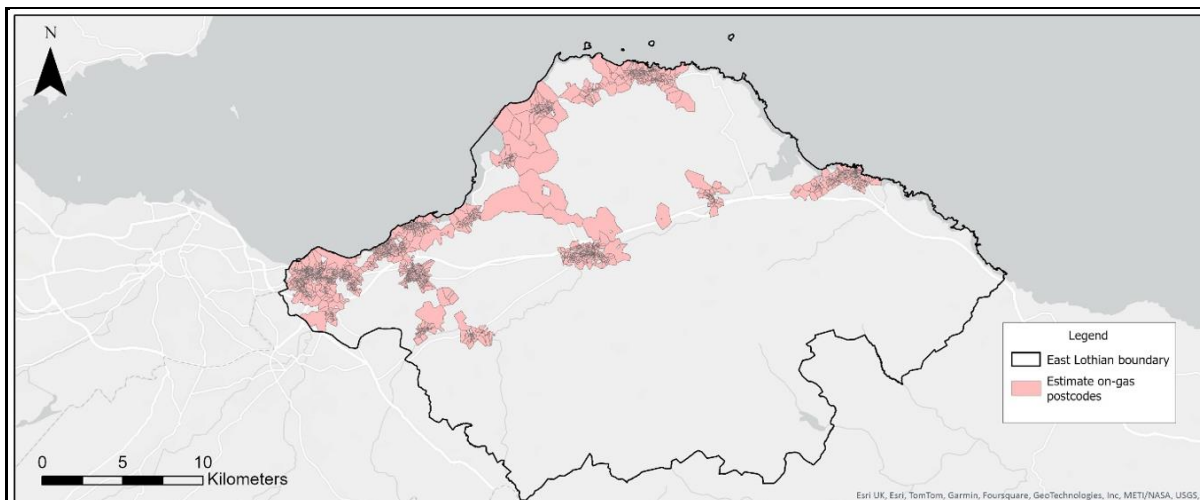 N
Legend
East Lothian boundary
Estimate on-gas
postcodes
0 5 10
Kilometers
Esri UK, Esri, TomTom, Garmin, Foursquare, GeoTechnologies, Inc, METI/NASA, USGS